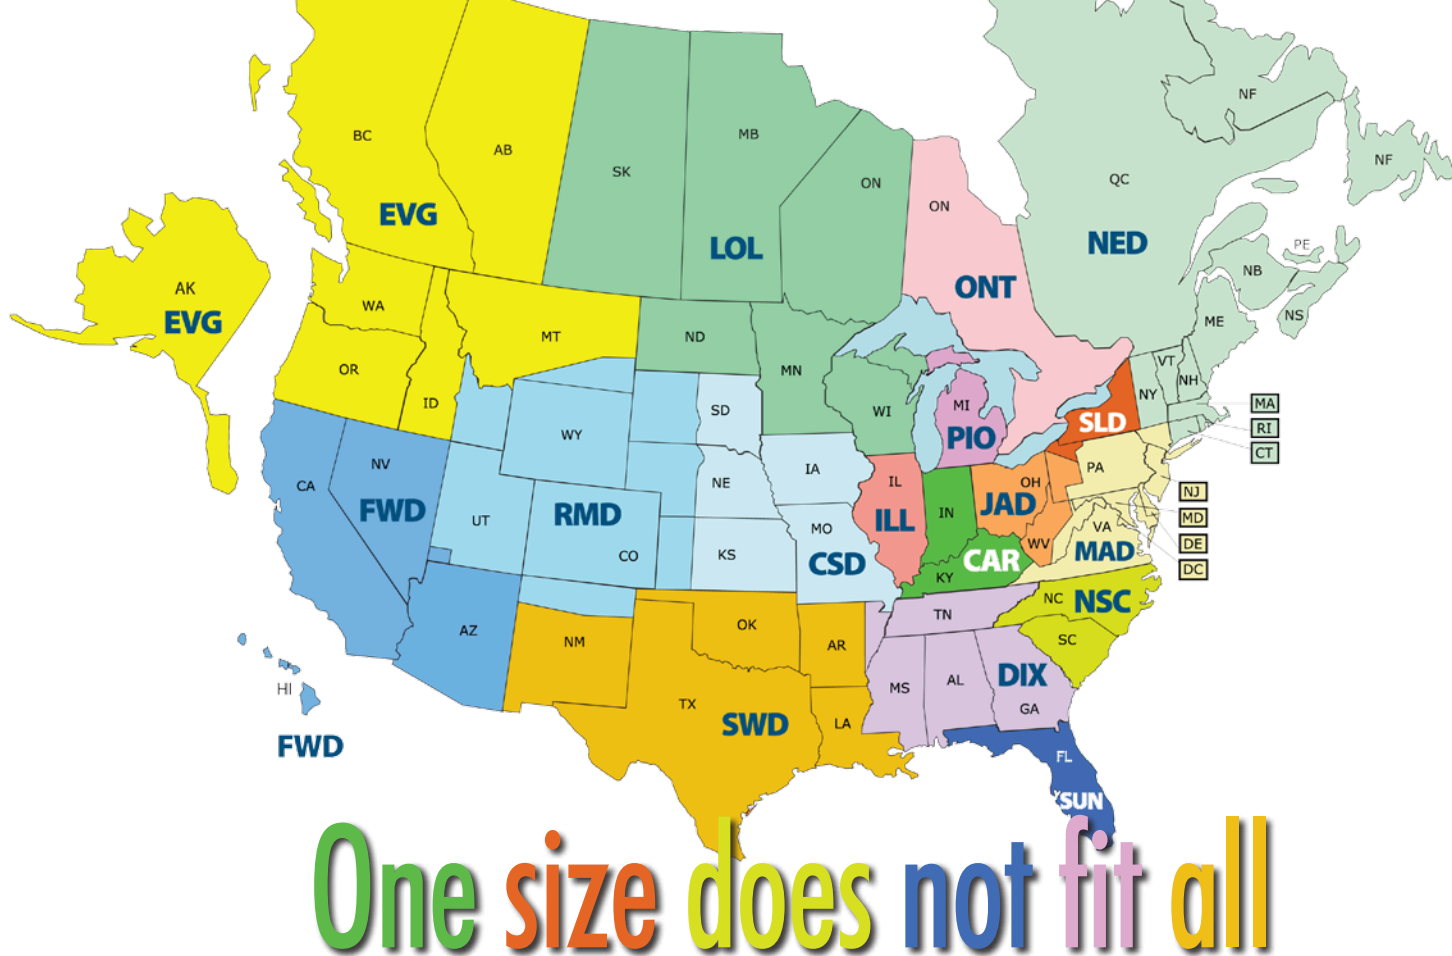 NF
BC
MB
AB
NF
SK
QC
ON
ON
EVG
NED
PE
LOL
NB
AK
ONT
WA
NS
EVG
ME
MT
ND
VT
OR
MN
NH
NY
ID
MI
MA
SD
WI
SLD
RI
WY
PIO
CT
NV
IA
PA
CA
NE
IL
OH
NJ
FWD
RMD
JAD
IN
MD
UT
ILL
MO
VA
DE
CO
KS
CSD
WV
MAD
CAR
DC
KY
NC
NSC
TN
AZ
OK
SC
NM
AR
HI
MS
AL
DIX
TX
GA
SWD
LA
FWD
FL
SUN
One size does not fit all